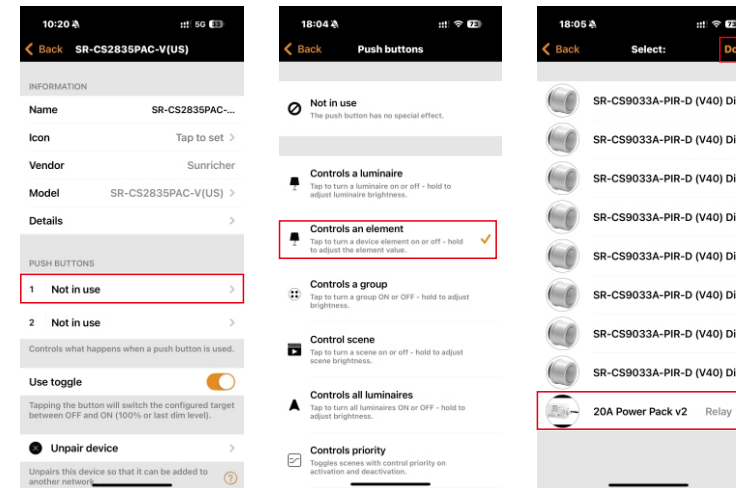 10:20
5G 33
Back SR-CS2835PAC-V(US)
INFORMATION
Name SR-CS2835PAC-...
Icon Tap to set
Vendor Sunricher
Model SR-CS2835PAC-V(US)
Details
PUSH BUTTONS
1 Not in use
2 Not in use
Controls what happens when a push button is used.
Use toggle
Tapping the button will switch the configured target
between OFF and ON (100% or last dim level).
Unpair device
Unpairs this device so that it can be added to
another network.
?
18:04
72
Back Push buttons
Not in use
The push button has no special effect.
Controls a luminaire
Tap to turn a luminaire on or off - hold to
adjust luminaire brightness.
Controls an element
Tap to turn a device element on or off - hold
to adjust the element value.
Controls a group
Tap to turn a group ON or OFF - hold to adjust
brightness.
Control scene
Tap to turn a scene on or off - hold to adjust
scene brightness.
Controls all luminaires
Tap to turn all luminaires ON or OFF - hold to
adjust brightness.
Controls priority
Toggles scenes with control priority on
activation and deactivation.
18:05
Back Select: Do
SR-CS9033A-PIR-D (V40) Di
SR-CS9033A-PIR-D (V40) Di
SR-CS9033A-PIR-D (V40) Di
SR-CS9033A-PIR-D (V40) Di
SR-CS9033A-PIR-D (V40) Di
SR-CS9033A-PIR-D (V40) Di
SR-CS9033A-PIR-D (V40) Di
SR-CS9033A-PIR-D (V40) Di
20A Power Pack v2 Relay